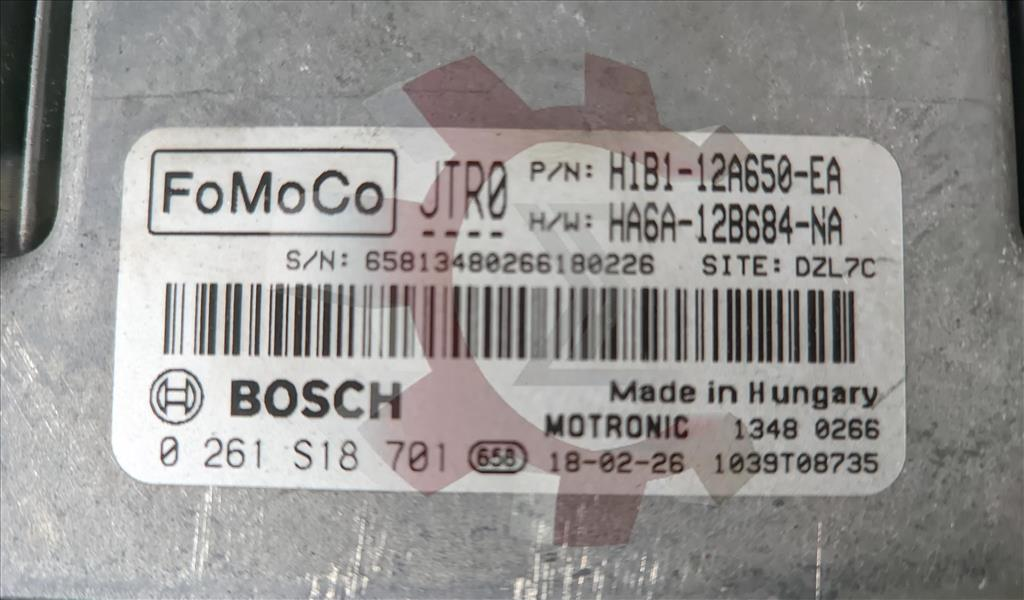 FoMoCo JTR0 P/N: H1B1-12A650-EA
H/W: HA6A-12B684-NA
S/N: 65813480266180226 SITE: DZL7C
BOSCH Made in Hungary
MOTRONIC 1348 0266
0 261 S18 701 658 18-02-26 1039T08735